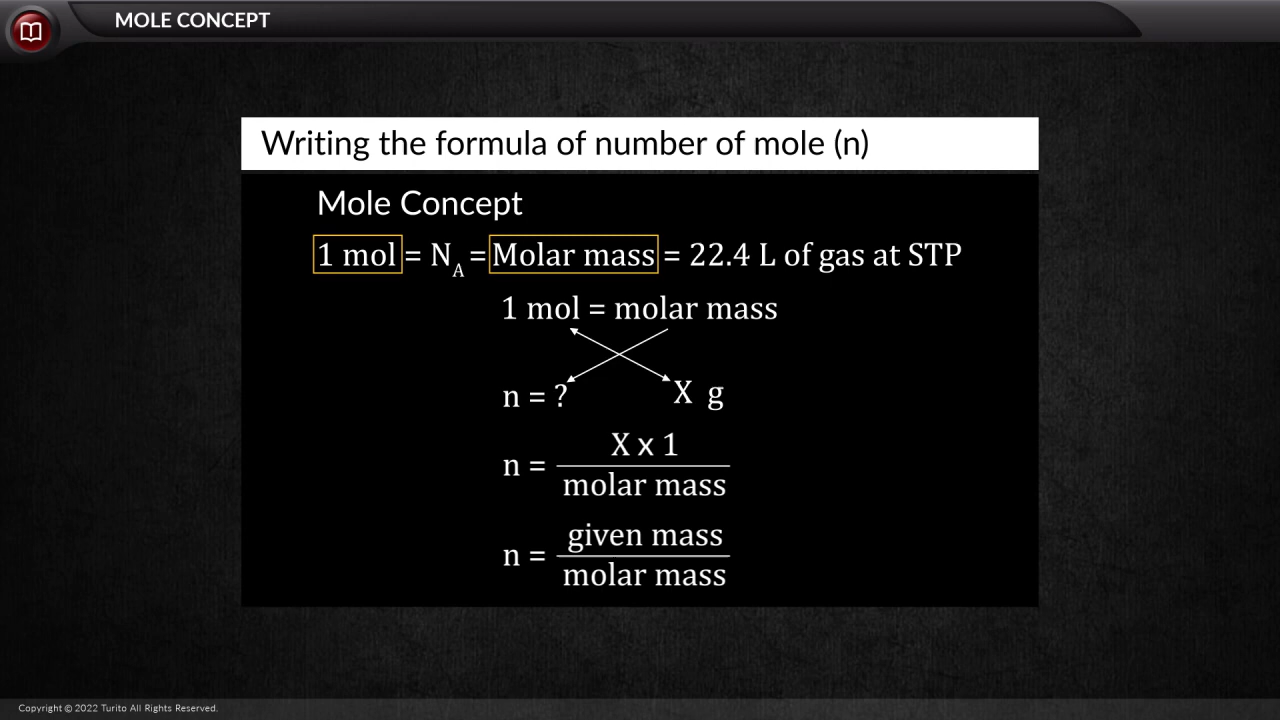 MOLE CONCEPT
Writing the formula of number of mole (n)
Mole Concept
1 mol = N_A = Molar mass = 22.4 L of gas at STP
1 mol = molar mass
n = ? X g
n = X x 1 / molar mass
n = given mass / molar mass
Copyright © 2022 Turito All Rights Reserved.